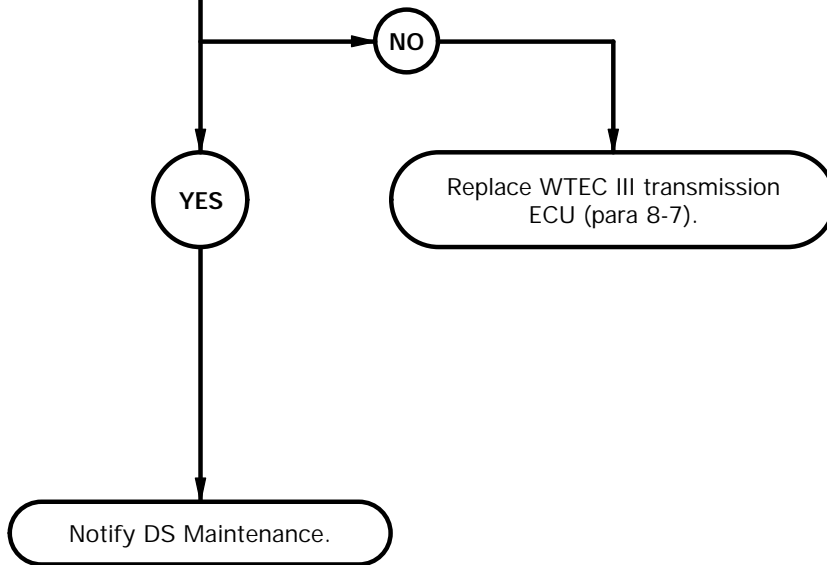 NO
YES
Replace WTEC III transmission
ECU (para 8-7).
Notify DS Maintenance.